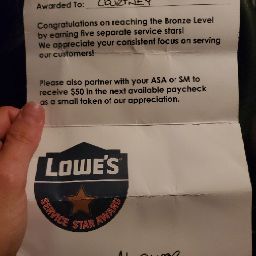 Awarded To: COURTNEY
Congratulations on reaching the Bronze Level
by earning five separate service stars!
We appreciate your consistent focus on serving
our customers!
Please also partner with your ASA or SM to
receive $50 in the next available paycheck
as a small token of our appreciation.
LOWE'S
SERVICE STAR AWARD